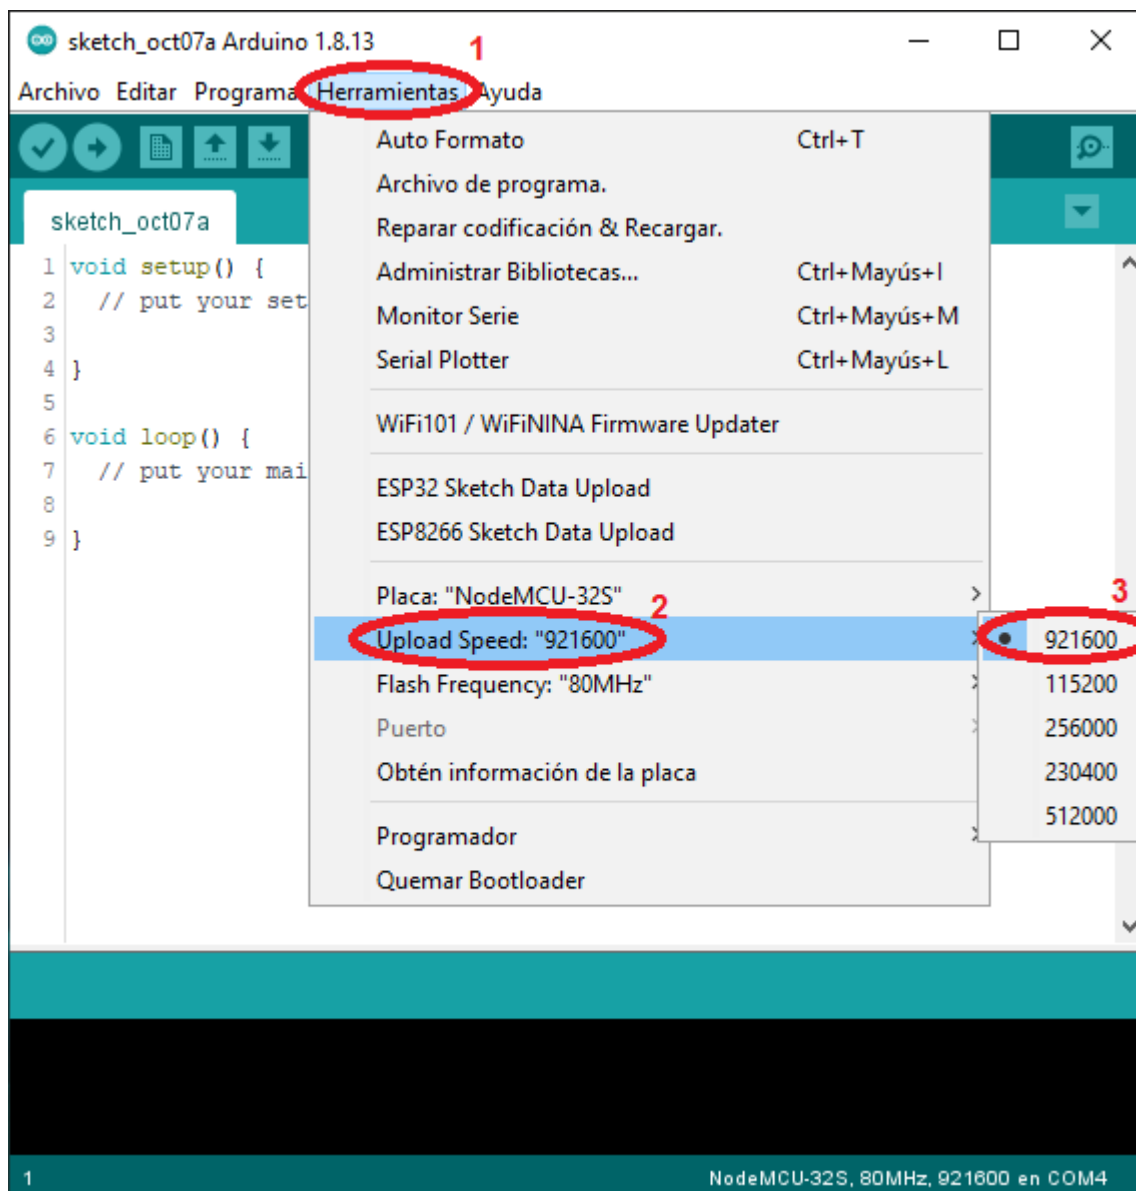 sketch_oct07a Arduino 1.8.13
1
Archivo Editar Programa Herramientas Ayuda
Auto Formato Ctrl+T
Archivo de programa.
Reparar codificación & Recargar.
Administrar Bibliotecas... Ctrl+Mayús+I
Monitor Serie Ctrl+Mayús+M
Serial Plotter Ctrl+Mayús+L
WiFi101 / WiFiNINA Firmware Updater
ESP32 Sketch Data Upload
ESP8266 Sketch Data Upload
Placa: "NodeMCU-32S"
2
Upload Speed: "921600"
Flash Frequency: "80MHz"
Puerto
Obtén información de la placa
Programador
Quemar Bootloader
3
921600
115200
256000
230400
512000
sketch_oct07a
1 void setup() {
2 // put your set
3
4 }
5
6 void loop() {
7 // put your mai
8
9 }
1
NodeMCU-32S, 80MHz, 921600 en COM4